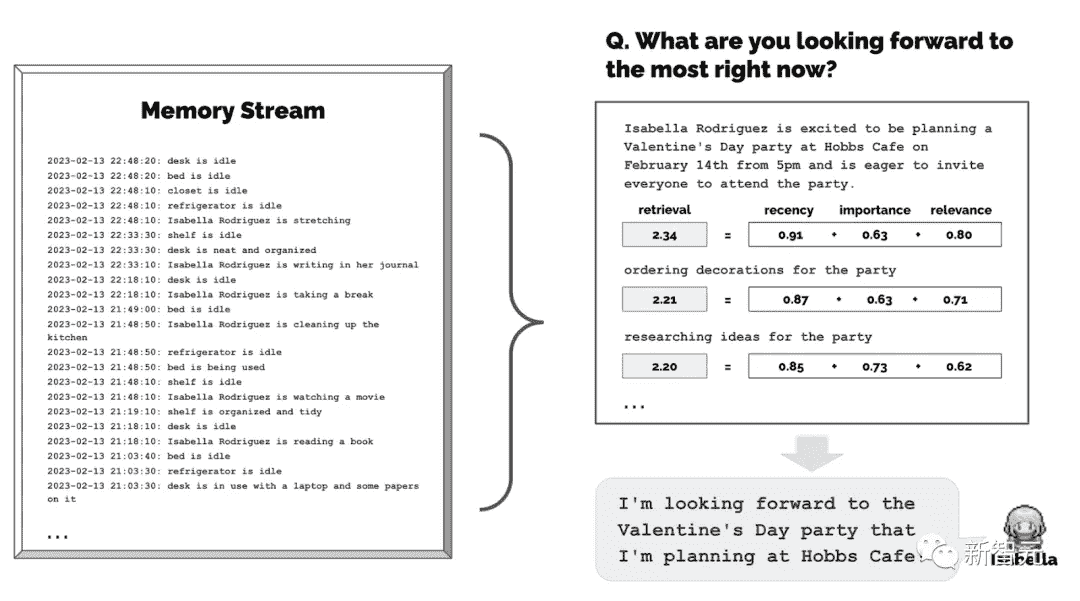 Memory Stream
2023-02-13 22:48:20: desk is idle
2023-02-13 22:48:20: bed is idle
2023-02-13 22:48:10: closet is idle
2023-02-13 22:48:10: refrigerator is idle
2023-02-13 22:48:10: Isabella Rodriguez is stretching
2023-02-13 22:33:30: shelf is idle
2023-02-13 22:33:30: desk is neat and organized
2023-02-13 22:33:10: Isabella Rodriguez is writing in her journal
2023-02-13 22:18:10: desk is idle
2023-02-13 22:18:10: Isabella Rodriguez is taking a break
2023-02-13 21:49:00: bed is idle
2023-02-13 21:48:50: Isabella Rodriguez is cleaning up the
kitchen
2023-02-13 21:48:50: refrigerator is idle
2023-02-13 21:48:50: bed is being used
2023-02-13 21:48:10: shelf is idle
2023-02-13 21:48:10: Isabella Rodriguez is watching a movie
2023-02-13 21:19:10: shelf is organized and tidy
2023-02-13 21:18:10: desk is idle
2023-02-13 21:18:10: Isabella Rodriguez is reading a book
2023-02-13 21:03:40: bed is idle
2023-02-13 21:03:30: refrigerator is idle
2023-02-13 21:03:30: desk is in use with a laptop and some papers
on it
...
Q. What are you looking forward to
the most right now?
Isabella Rodriguez is excited to be planning a
Valentine's Day party at Hobbs Cafe on
February 14th from 5pm and is eager to invite
everyone to attend the party.
retrieval recency importance relevance
2.34 = 0.91 + 0.63 + 0.80
ordering decorations for the party
2.21 = 0.87 + 0.63 + 0.71
researching ideas for the party
2.20 = 0.85 + 0.73 + 0.62
...
I'm looking forward to the
Valentine's Day party that
I'm planning at Hobbs Cafe!
新智元
Isabella